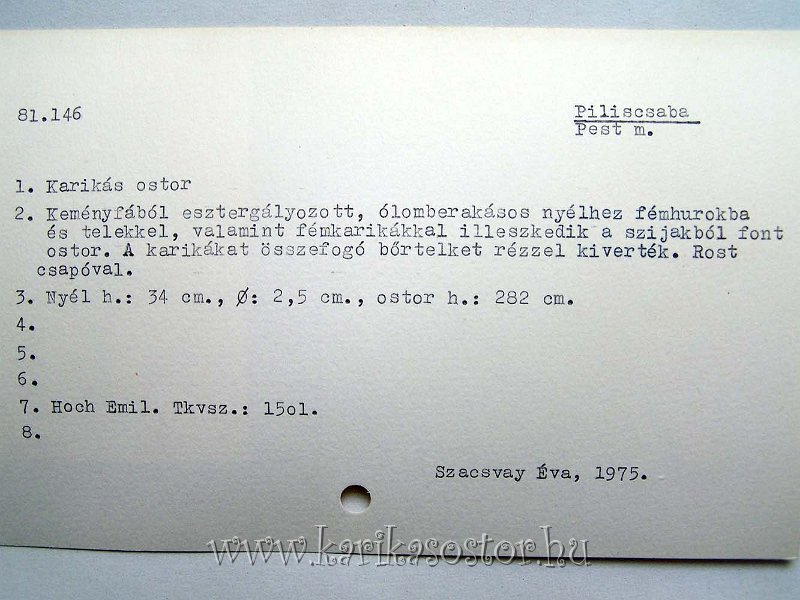 81.146
Piliscsaba
Pest m.
1. Karikás ostor
2. Keményfából esztergályozott, ólomberakásos nyélhez fémhurokba
és telekkel, valamint fémkarikákkal illeszkedik a szijakból font
ostor. A karikákat összefogó bőrtelket rézzel kiverték. Rost
csapóval.
3. Nyél h.: 34 cm., Ø: 2,5 cm., ostor h.: 282 cm.
4.
5.
6.
7. Hoch Emil. Tkvsz.: 15ol.
8.
Szacsvay Éva, 1975.
www.karikasostor.hu